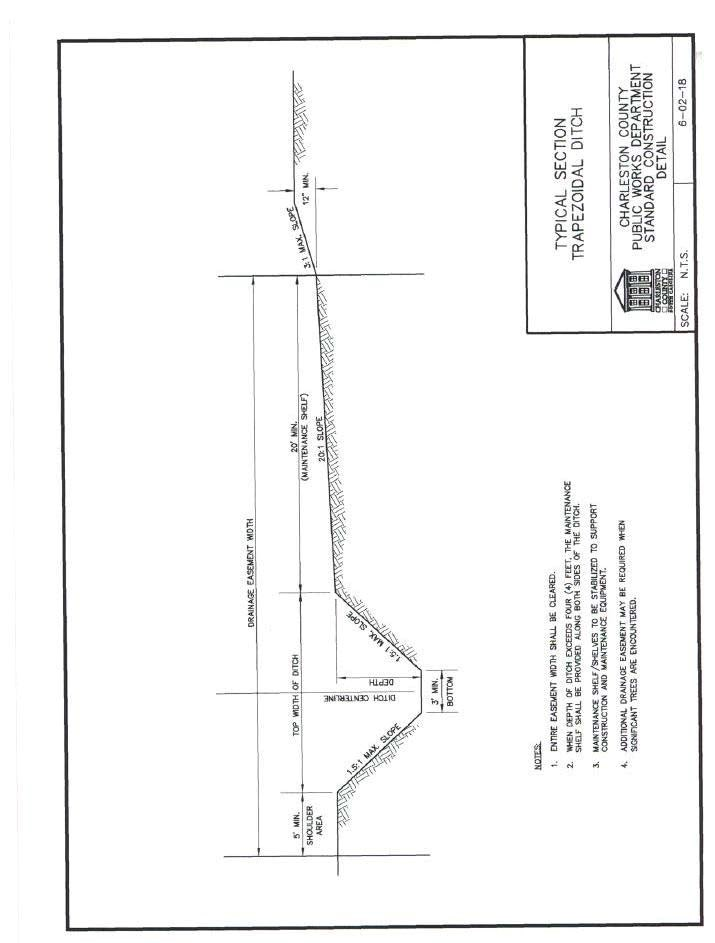 DRAINAGE EASEMENT WIDTH
TOP WIDTH OF DITCH
20' MIN.
(MAINTENANCE SHELF)
5' MIN.
SHOULDER
AREA
1.5:1 MAX. SLOPE
DITCH CENTERLINE
DEPTH
3' MIN.
BOTTOM
1.5:1 MAX. SLOPE
20:1 SLOPE
3:1 MAX. SLOPE
12" MIN.
NOTES:
1. ENTIRE EASEMENT WIDTH SHALL BE CLEARED.
2. WHEN DEPTH OF DITCH EXCEEDS FOUR (4) FEET, THE MAINTENANCE
SHELF SHALL BE PROVIDED ALONG BOTH SIDES OF THE DITCH.
3. MAINTENANCE SHELF/SHELVES TO BE STABILIZED TO SUPPORT
CONSTRUCTION AND MAINTENANCE EQUIPMENT.
4. ADDITIONAL DRAINAGE EASEMENT MAY BE REQUIRED WHEN
SIGNIFICANT TREES ARE ENCOUNTERED.
TYPICAL SECTION
TRAPEZOIDAL DITCH
CHARLESTON
COUNTY
SOUTH CAROLINA
CHARLESTON COUNTY
PUBLIC WORKS DEPARTMENT
STANDARD CONSTRUCTION
DETAIL
SCALE: N.T.S.
6-02-18